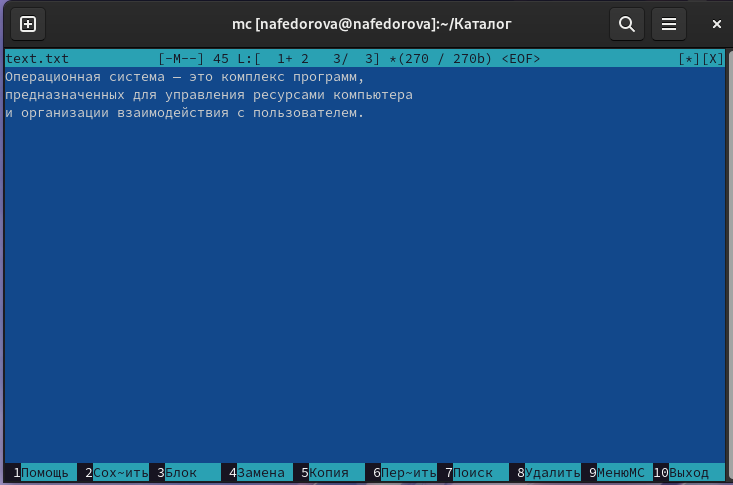 mc [nafedorova@nafedorova]:~/Каталог
text.txt [-M--] 45 L:[ 1+ 2 3/ 3] *(270 / 270b) <EOF> [*][X]
Операционная система — это комплекс программ,
предназначенных для управления ресурсами компьютера
и организации взаимодействия с пользователем.
1Помощь 2Сох~ить 3Блок 4Замена 5Копия 6Пер~ить 7Поиск 8Удалить 9МенюМС 10Выход